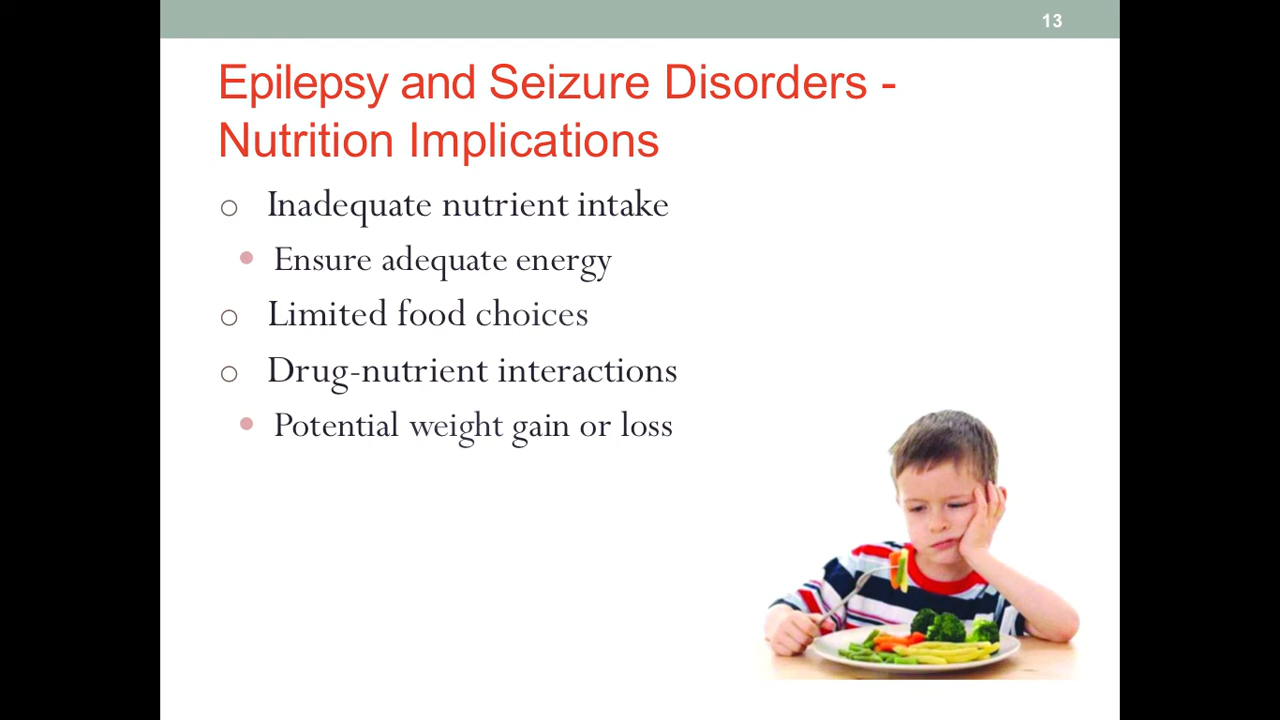 13
Epilepsy and Seizure Disorders -
Nutrition Implications
Inadequate nutrient intake
Ensure adequate energy
Limited food choices
Drug-nutrient interactions
Potential weight gain or loss